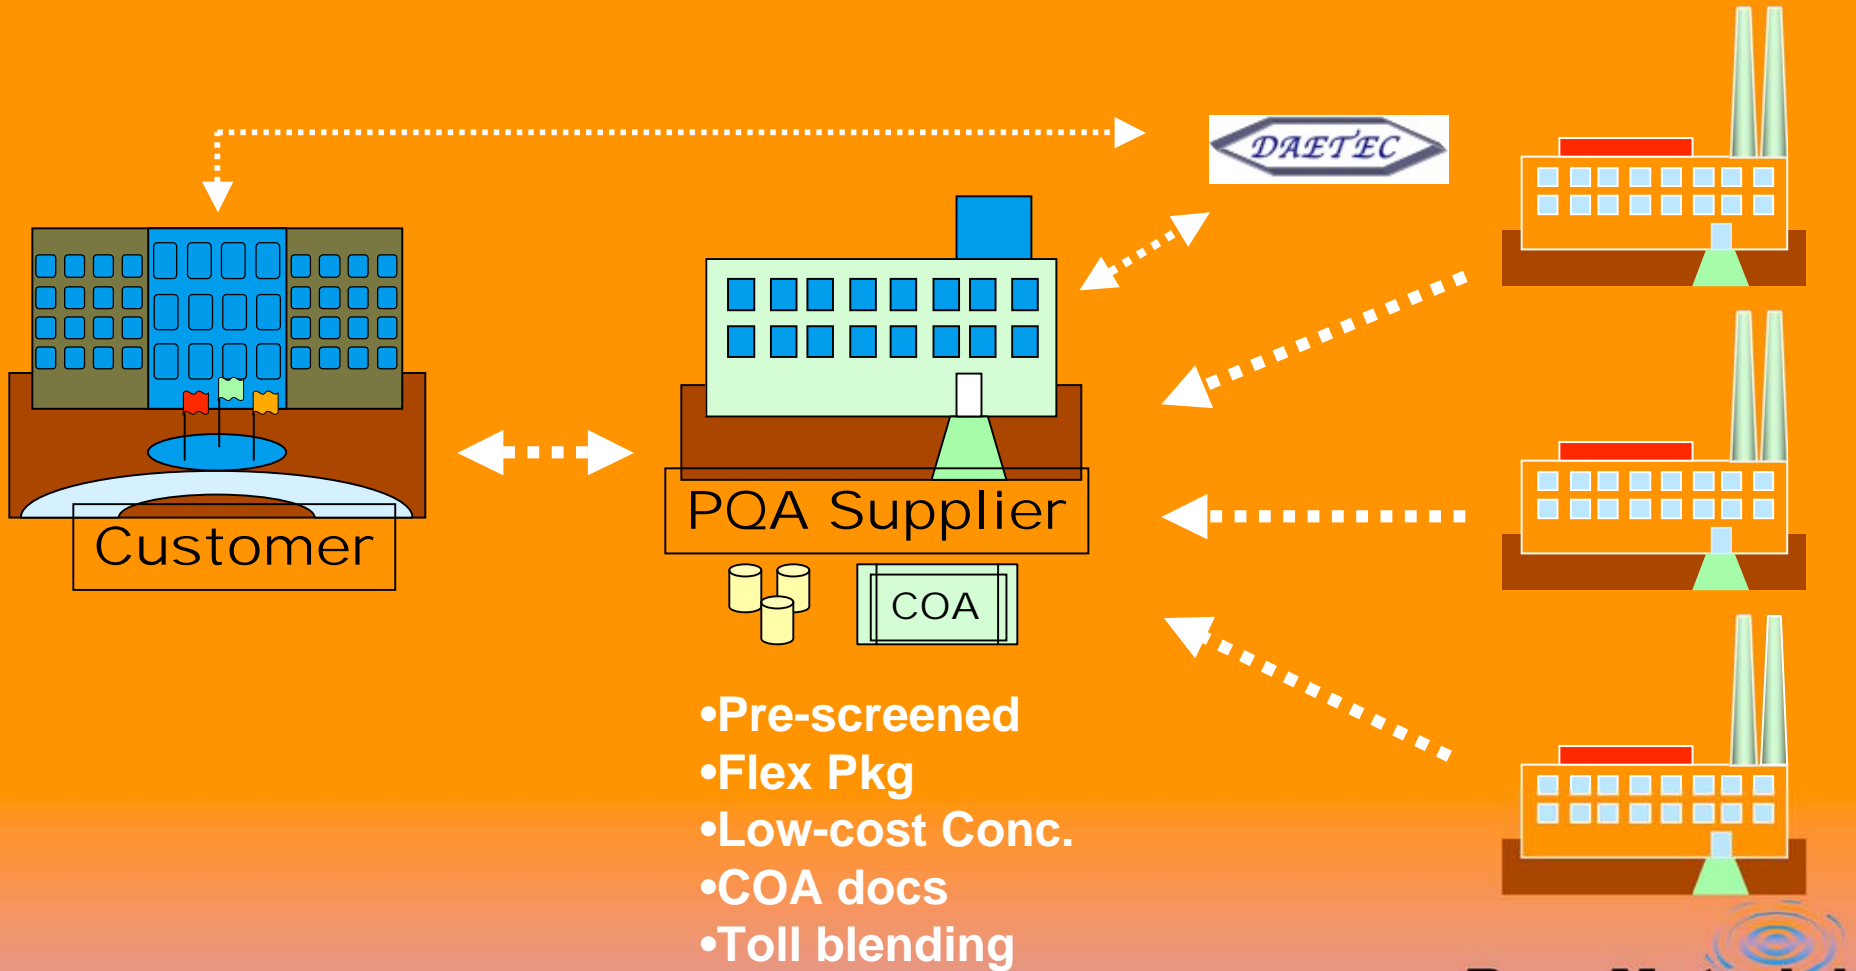 DAETEC
Customer
PQA Supplier
COA
•Pre-screened
•Flex Pkg
•Low-cost Conc.
•COA docs
•Toll blending